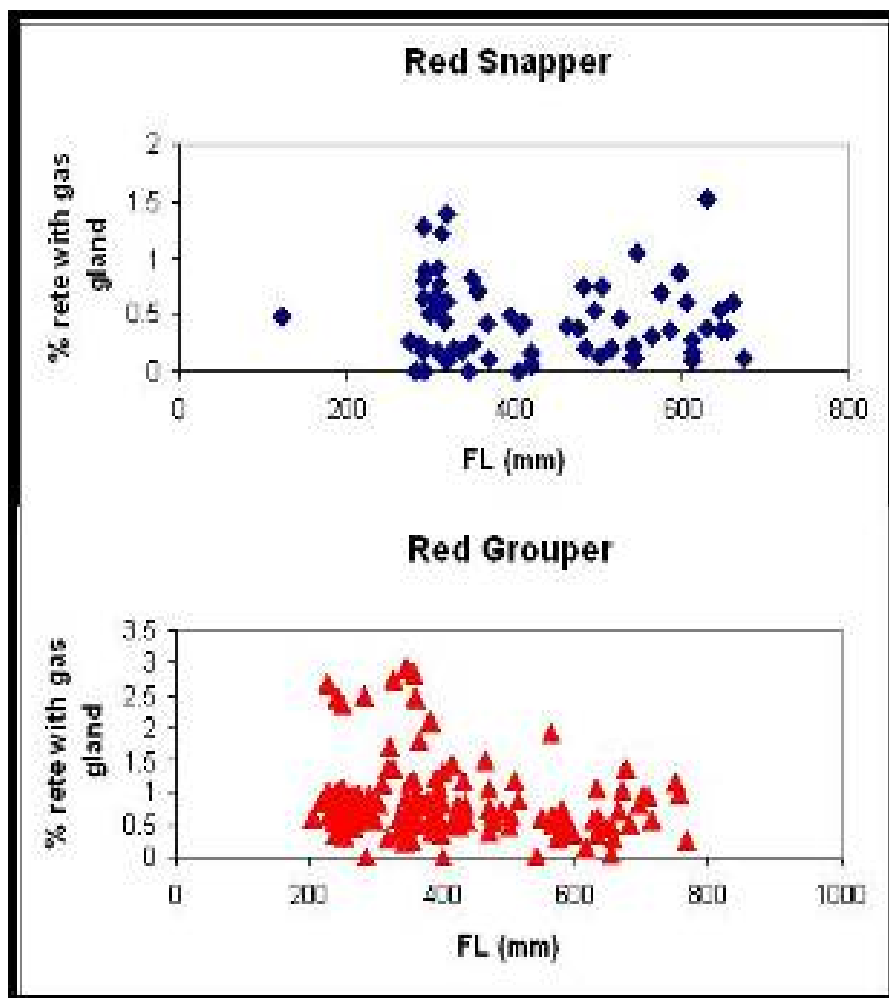 Red Snapper
% rete with gas
gland
2
1.5
1
0.5
0
0 200 400 600 800
FL (mm)
Red Grouper
% rete with gas
gland
3.5
3
2.5
2
1.5
1
0.5
0
0 200 400 600 800 1000
FL (mm)